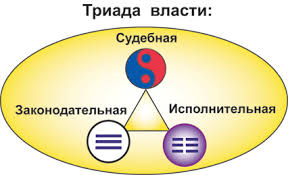 Триада власти:
Судебная
Законодательная
Исполнительная